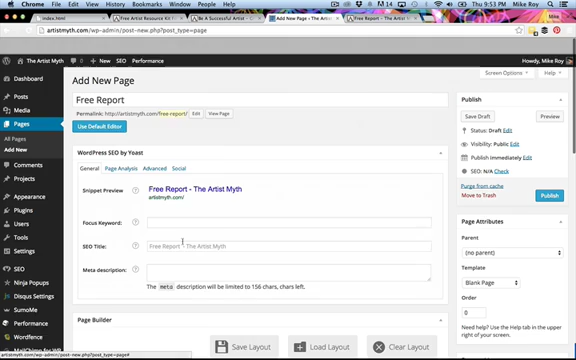 Chrome File Edit View History Bookmarks Window People Help
Thu 7 9:53 PM Mike Roy
index.html
Free Artist Resource Kit
Be A Successful Artist -
Add New Page - The Artist M
Free Report - The Artist M
Mike
artistmyth.com/wp-admin/post-new.php?post_type=page
The Artist Myth
+ New
SEO
Performance
Howdy, Mike Roy
Dashboard
Posts
Media
Pages
All Pages
Add New
Comments
Projects
Appearance
Plugins
Users
Tools
Settings
SEO
Ninja Popups
Disqus Settings
SumoMe
Performance
Wordfence
Screen Options
Help
Add New Page
Free Report
Permalink: http://artistmyth.com/free-report/ Edit View Page
Use Default Editor
WordPress SEO by Yoast
General Page Analysis Advanced Social
Snippet Preview
Free Report - The Artist Myth
artistmyth.com/
Focus Keyword:
SEO Title:
Free Report - The Artist Myth
Meta description:
The meta description will be limited to 156 chars, chars left.
Page Builder
Save Layout
Load Layout
Clear Layout
Publish
Save Draft
Preview
Status: Draft Edit
Visibility: Public Edit
Publish immediately Edit
SEO: N/A Check
Purge from cache
Move to Trash
Publish
Page Attributes
Parent
(no parent)
Template
Blank Page
Order
0
Need help? Use the Help tab in the upper
right of your screen.
artistmyth.com/wp-admin/post-new.php?post_type=page#